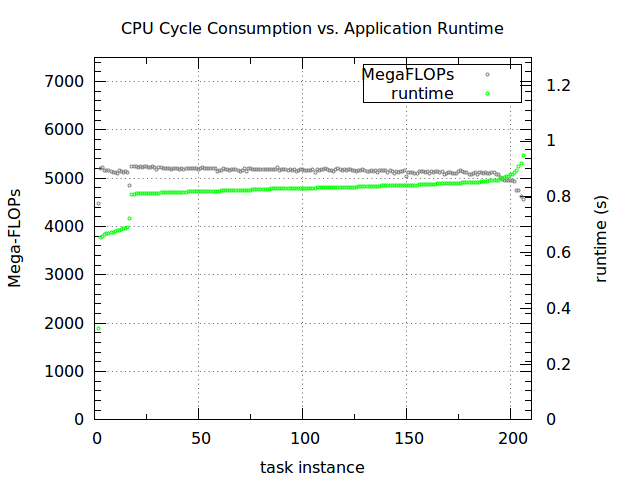 CPU Cycle Consumption vs. Application Runtime
MegaFLOPs
runtime
7000
6000
5000
4000
3000
2000
1000
0
Mega-FLOPs
1.2
1
0.8
0.6
0.4
0.2
0
runtime (s)
0 50 100 150 200
task instance